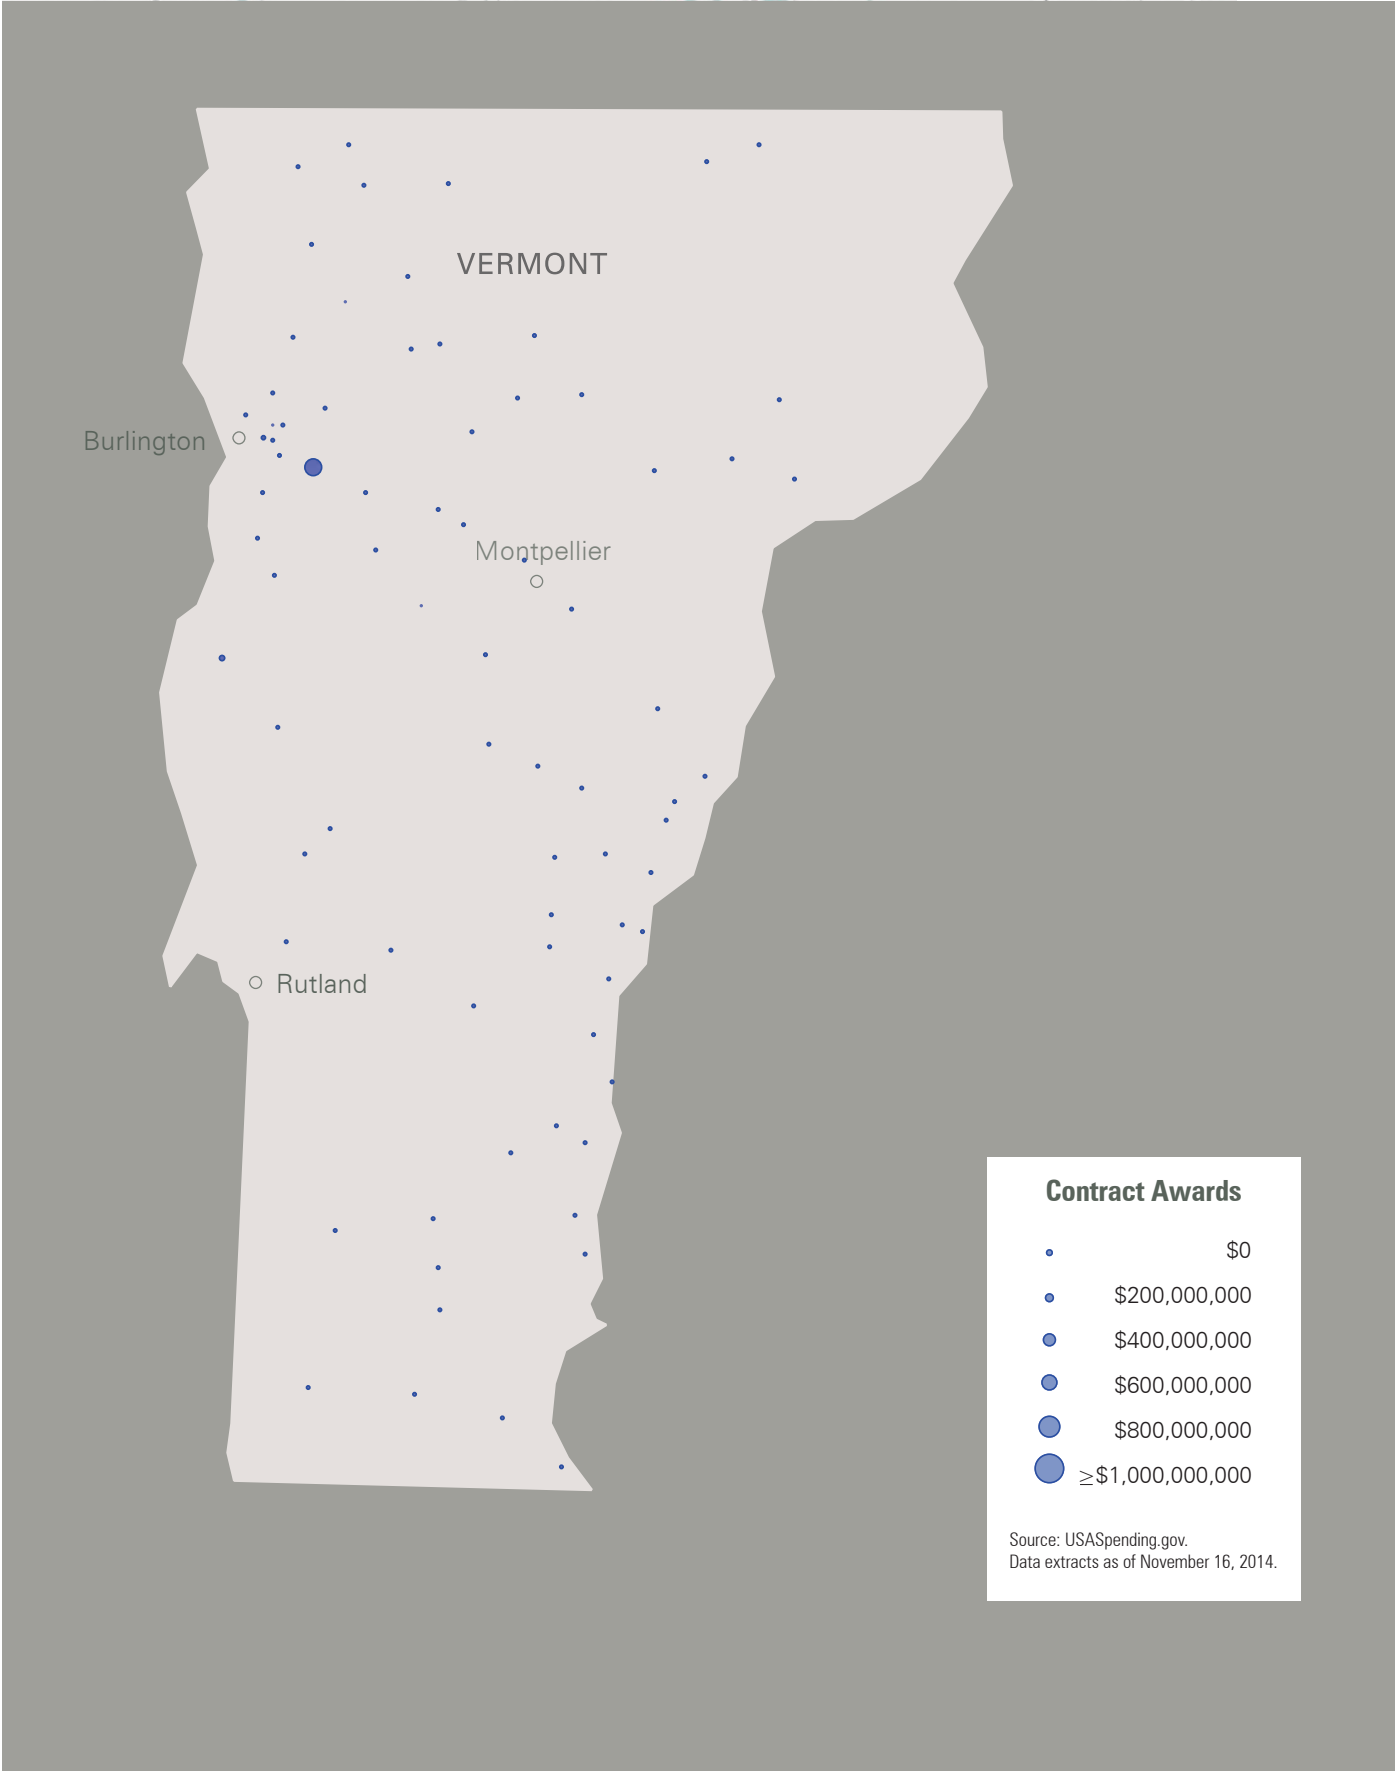 VERMONT
Burlington
Montpellier
Rutland
Contract Awards
$0
$200,000,000
$400,000,000
$600,000,000
$800,000,000
≥$1,000,000,000
Source: USASpending.gov.
Data extracts as of November 16, 2014.